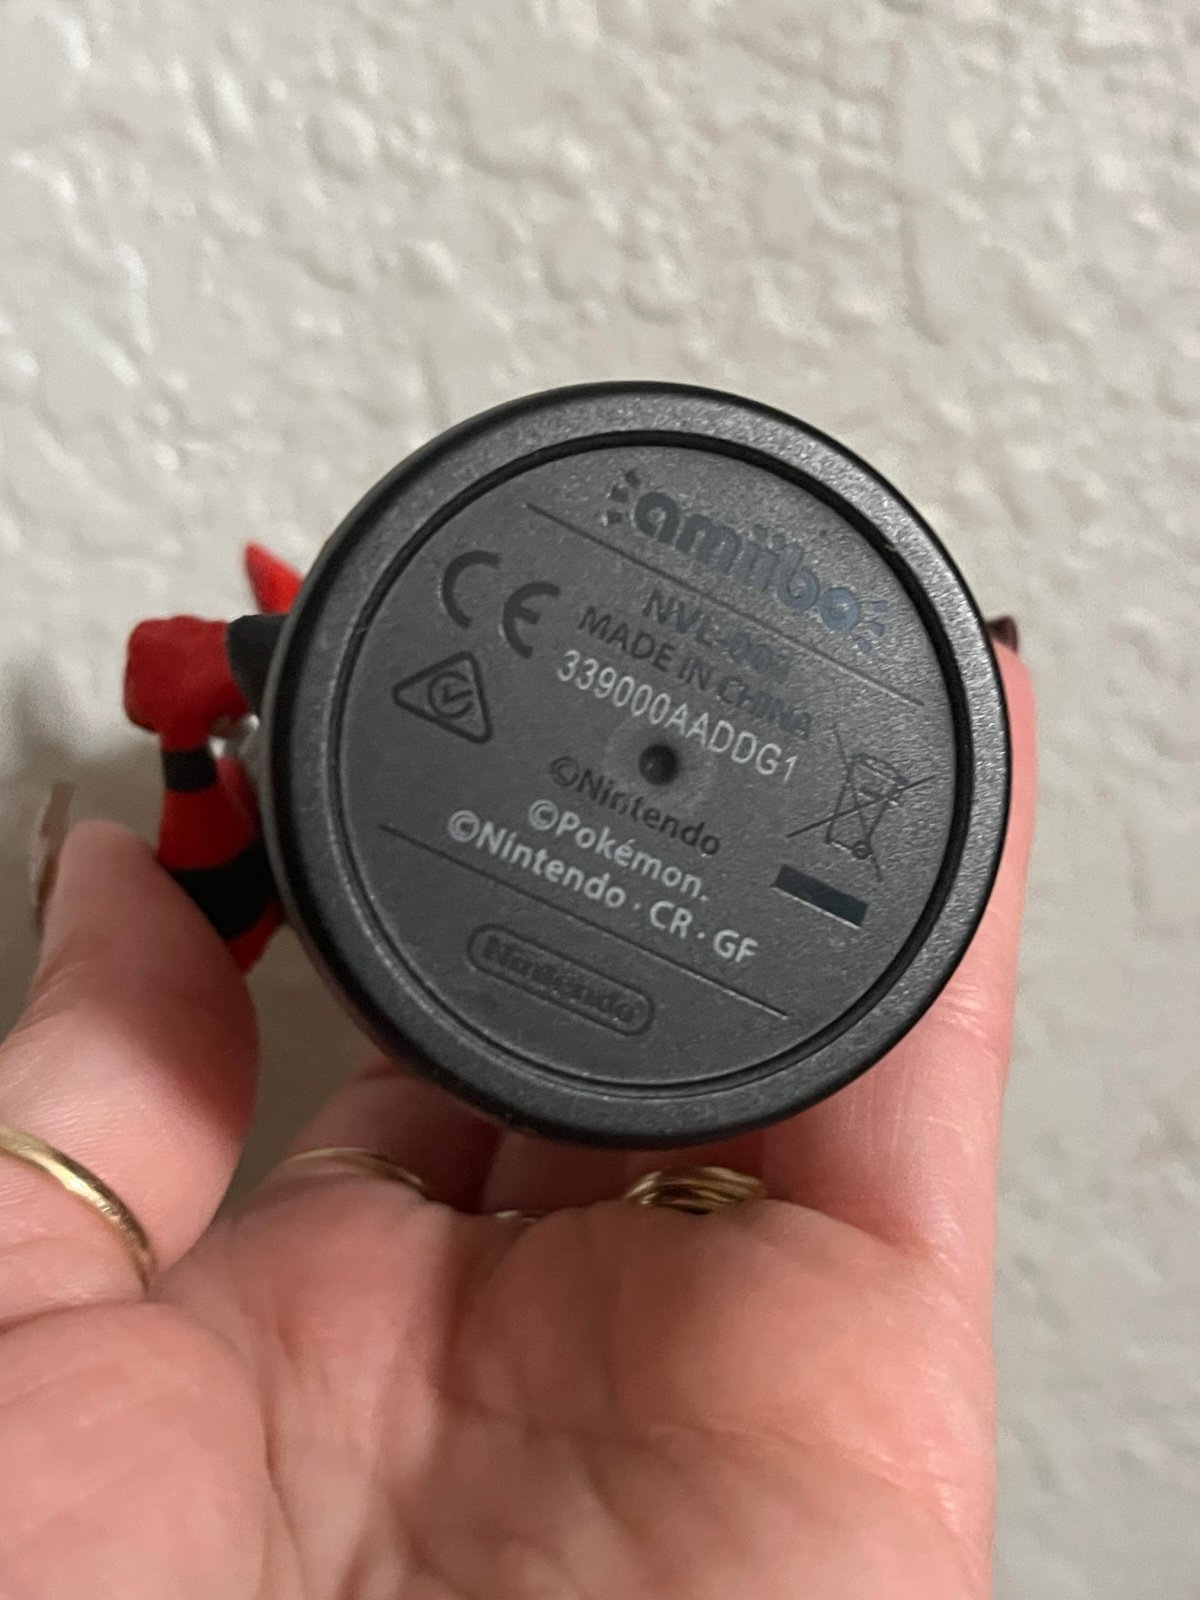 amiibo
CE
NVL-001
MADE IN CHINA
339000AADDG1
©Nintendo
©Pokémon.
©Nintendo · CR · GF
Nintendo